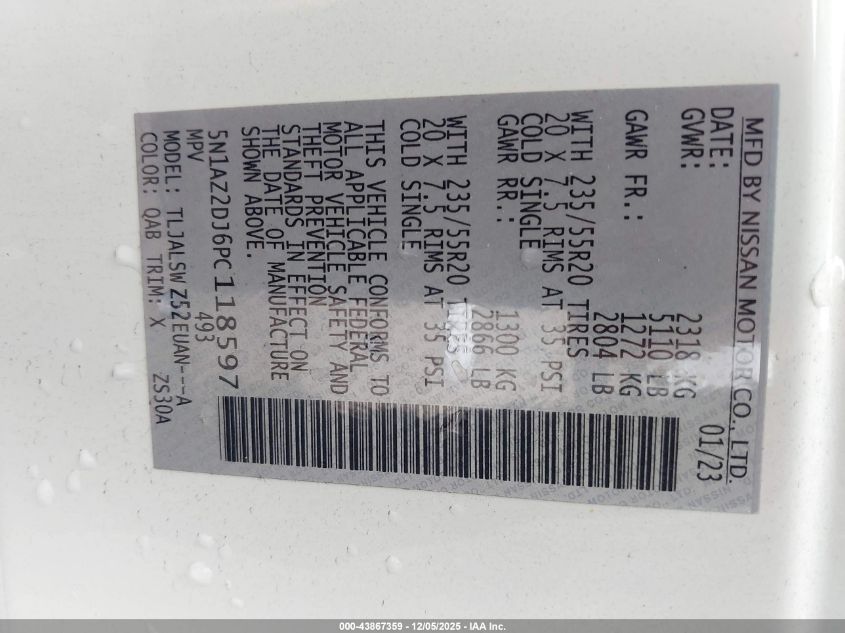 MFD BY NISSAN MOTOR CO., LTD.
DATE: 01/23
GVWR: 2318 KG
5110 LB
GAWR FR.: 1272 KG
2804 LB
WITH 235/55R20 TIRES
20 X 7.5 RIMS AT 35 PSI
COLD SINGLE
GAWR RR.: 1300 KG
2866 LB
WITH 235/55R20 TIRES
20 X 7.5 RIMS AT 35 PSI
COLD SINGLE
THIS VEHICLE CONFORMS TO
ALL APPLICABLE FEDERAL
MOTOR VEHICLE SAFETY AND
THEFT PREVENTION
STANDARDS IN EFFECT ON
THE DATE OF MANUFACTURE
SHOWN ABOVE.
5N1AZ2DJ6PC118597
MPV 493
MODEL: TLJALSW Z52EUAN---A
COLOR: QAB TRIM: X ZS30A
000-43867359 - 12/05/2025 - IAA Inc.